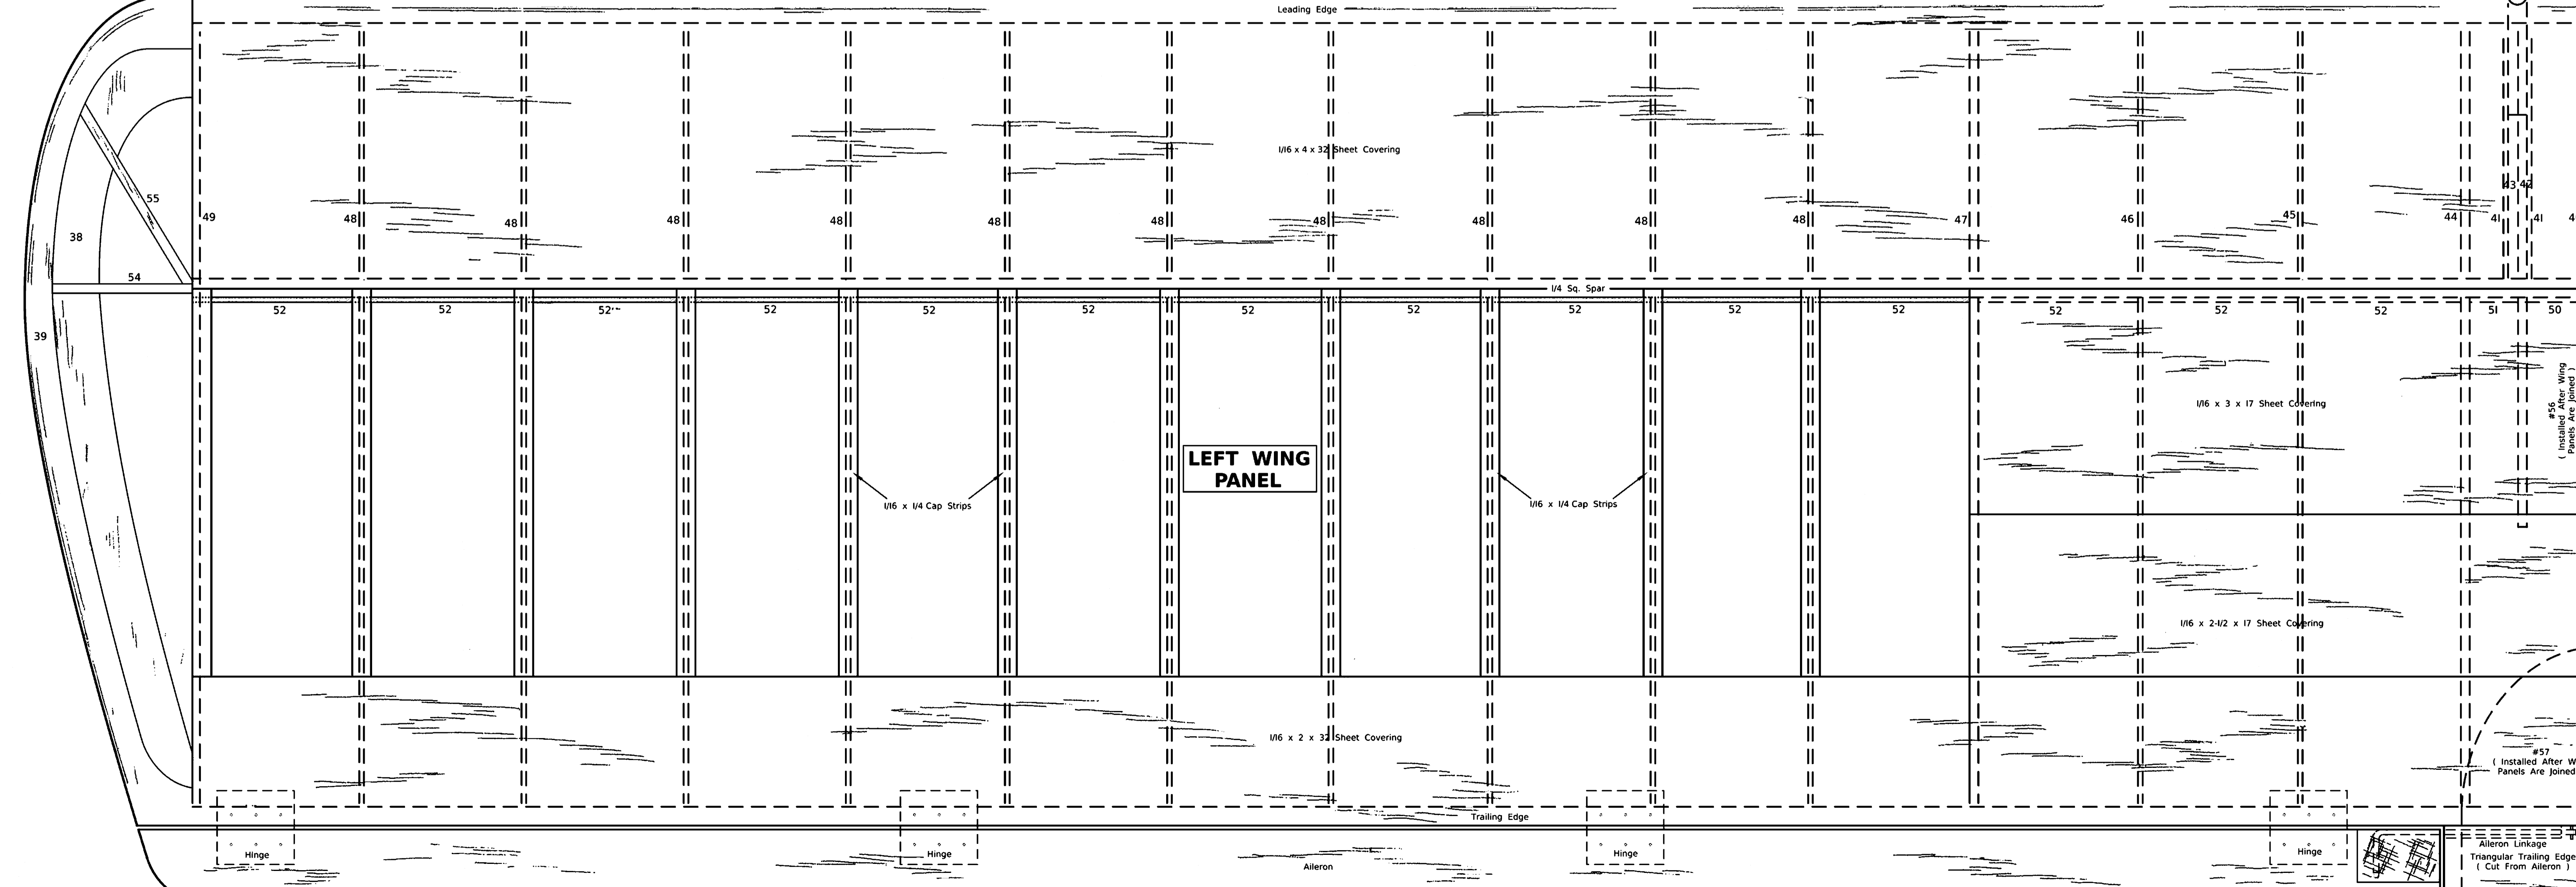 Leading Edge
1/16 x 4 x 32 Sheet Covering
43 42
55
49 48 48 48 48 48 48 48 48 48 48 47 46 45 44 41 41
38
54
1/4 Sq. Spar
52 52 52 52 52 52 52 52 52 52 52 52 52 52 51 50
39
#56
( Installed After Wing
Panels Are Joined )
1/16 x 3 x 17 Sheet Covering
LEFT WING
PANEL
1/16 x 1/4 Cap Strips
1/16 x 1/4 Cap Strips
1/16 x 2-1/2 x 17 Sheet Covering
1/16 x 2 x 32 Sheet Covering
#57
( Installed After W
Panels Are Joined
Trailing Edge
Hinge
Hinge
Hinge
Hinge
Aileron
Aileron Linkage
Triangular Trailing Edge
( Cut From Aileron )